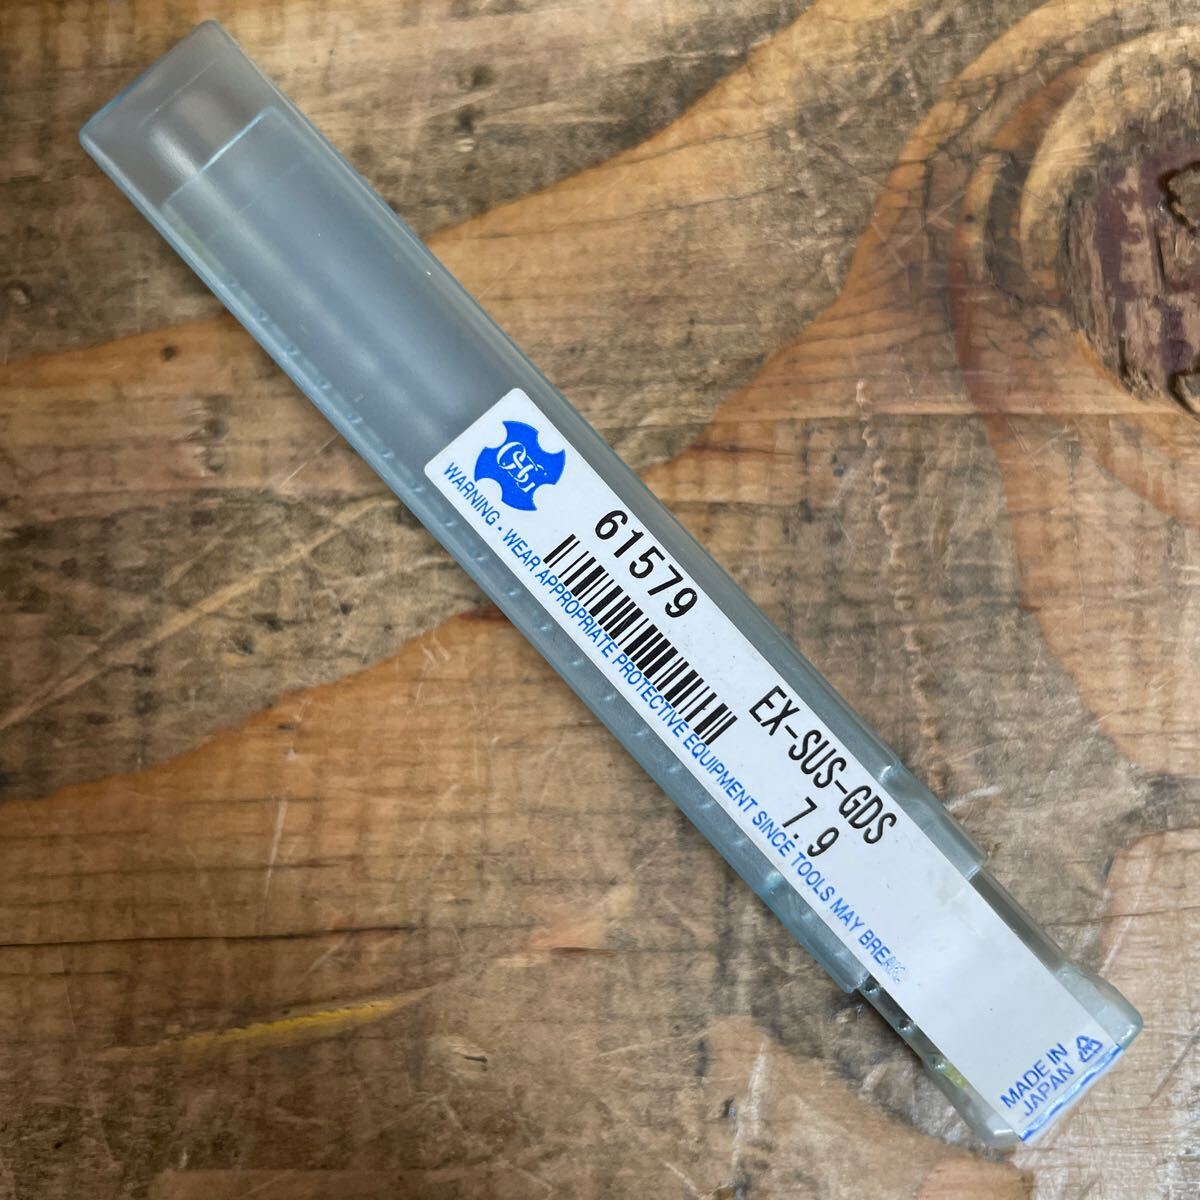 OSG
61579
EX-SUS-GDS
7.9
WARNING. WEAR APPROPRIATE PROTECTIVE EQUIPMENT SINCE TOOLS MAY BREAK.
MADE IN
JAPAN